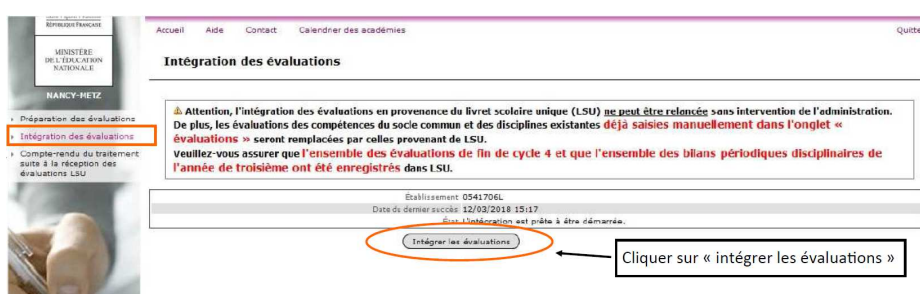 RÉPUBLIQUE FRANÇAISE
MINISTÈRE
DE L'ÉDUCATION
NATIONALE
NANCY-METZ
Préparation des évaluations
Intégration des évaluations
Compte-rendu du traitement
suite à la réception des
évaluations LSU
Accueil Aide Contact Calendrier des académies Quitte
Intégration des évaluations
Attention, l'intégration des évaluations en provenance du livret scolaire unique (LSU) ne peut être relancée sans intervention de l'administration.
De plus, les évaluations des compétences du socle commun et des disciplines existantes déjà saisies manuellement dans l'onglet «
évaluations » seront remplacées par celles provenant de LSU.
Veuillez-vous assurer que l'ensemble des évaluations de fin de cycle 4 et que l'ensemble des bilans périodiques disciplinaires de
l'année de troisième ont été enregistrés dans LSU.
Établissement 0541706L
Date du dernier succès 12/03/2018 15:17
État L'intégration est prête à être démarrée.
Intégrer les évaluations
Cliquer sur « intégrer les évaluations »